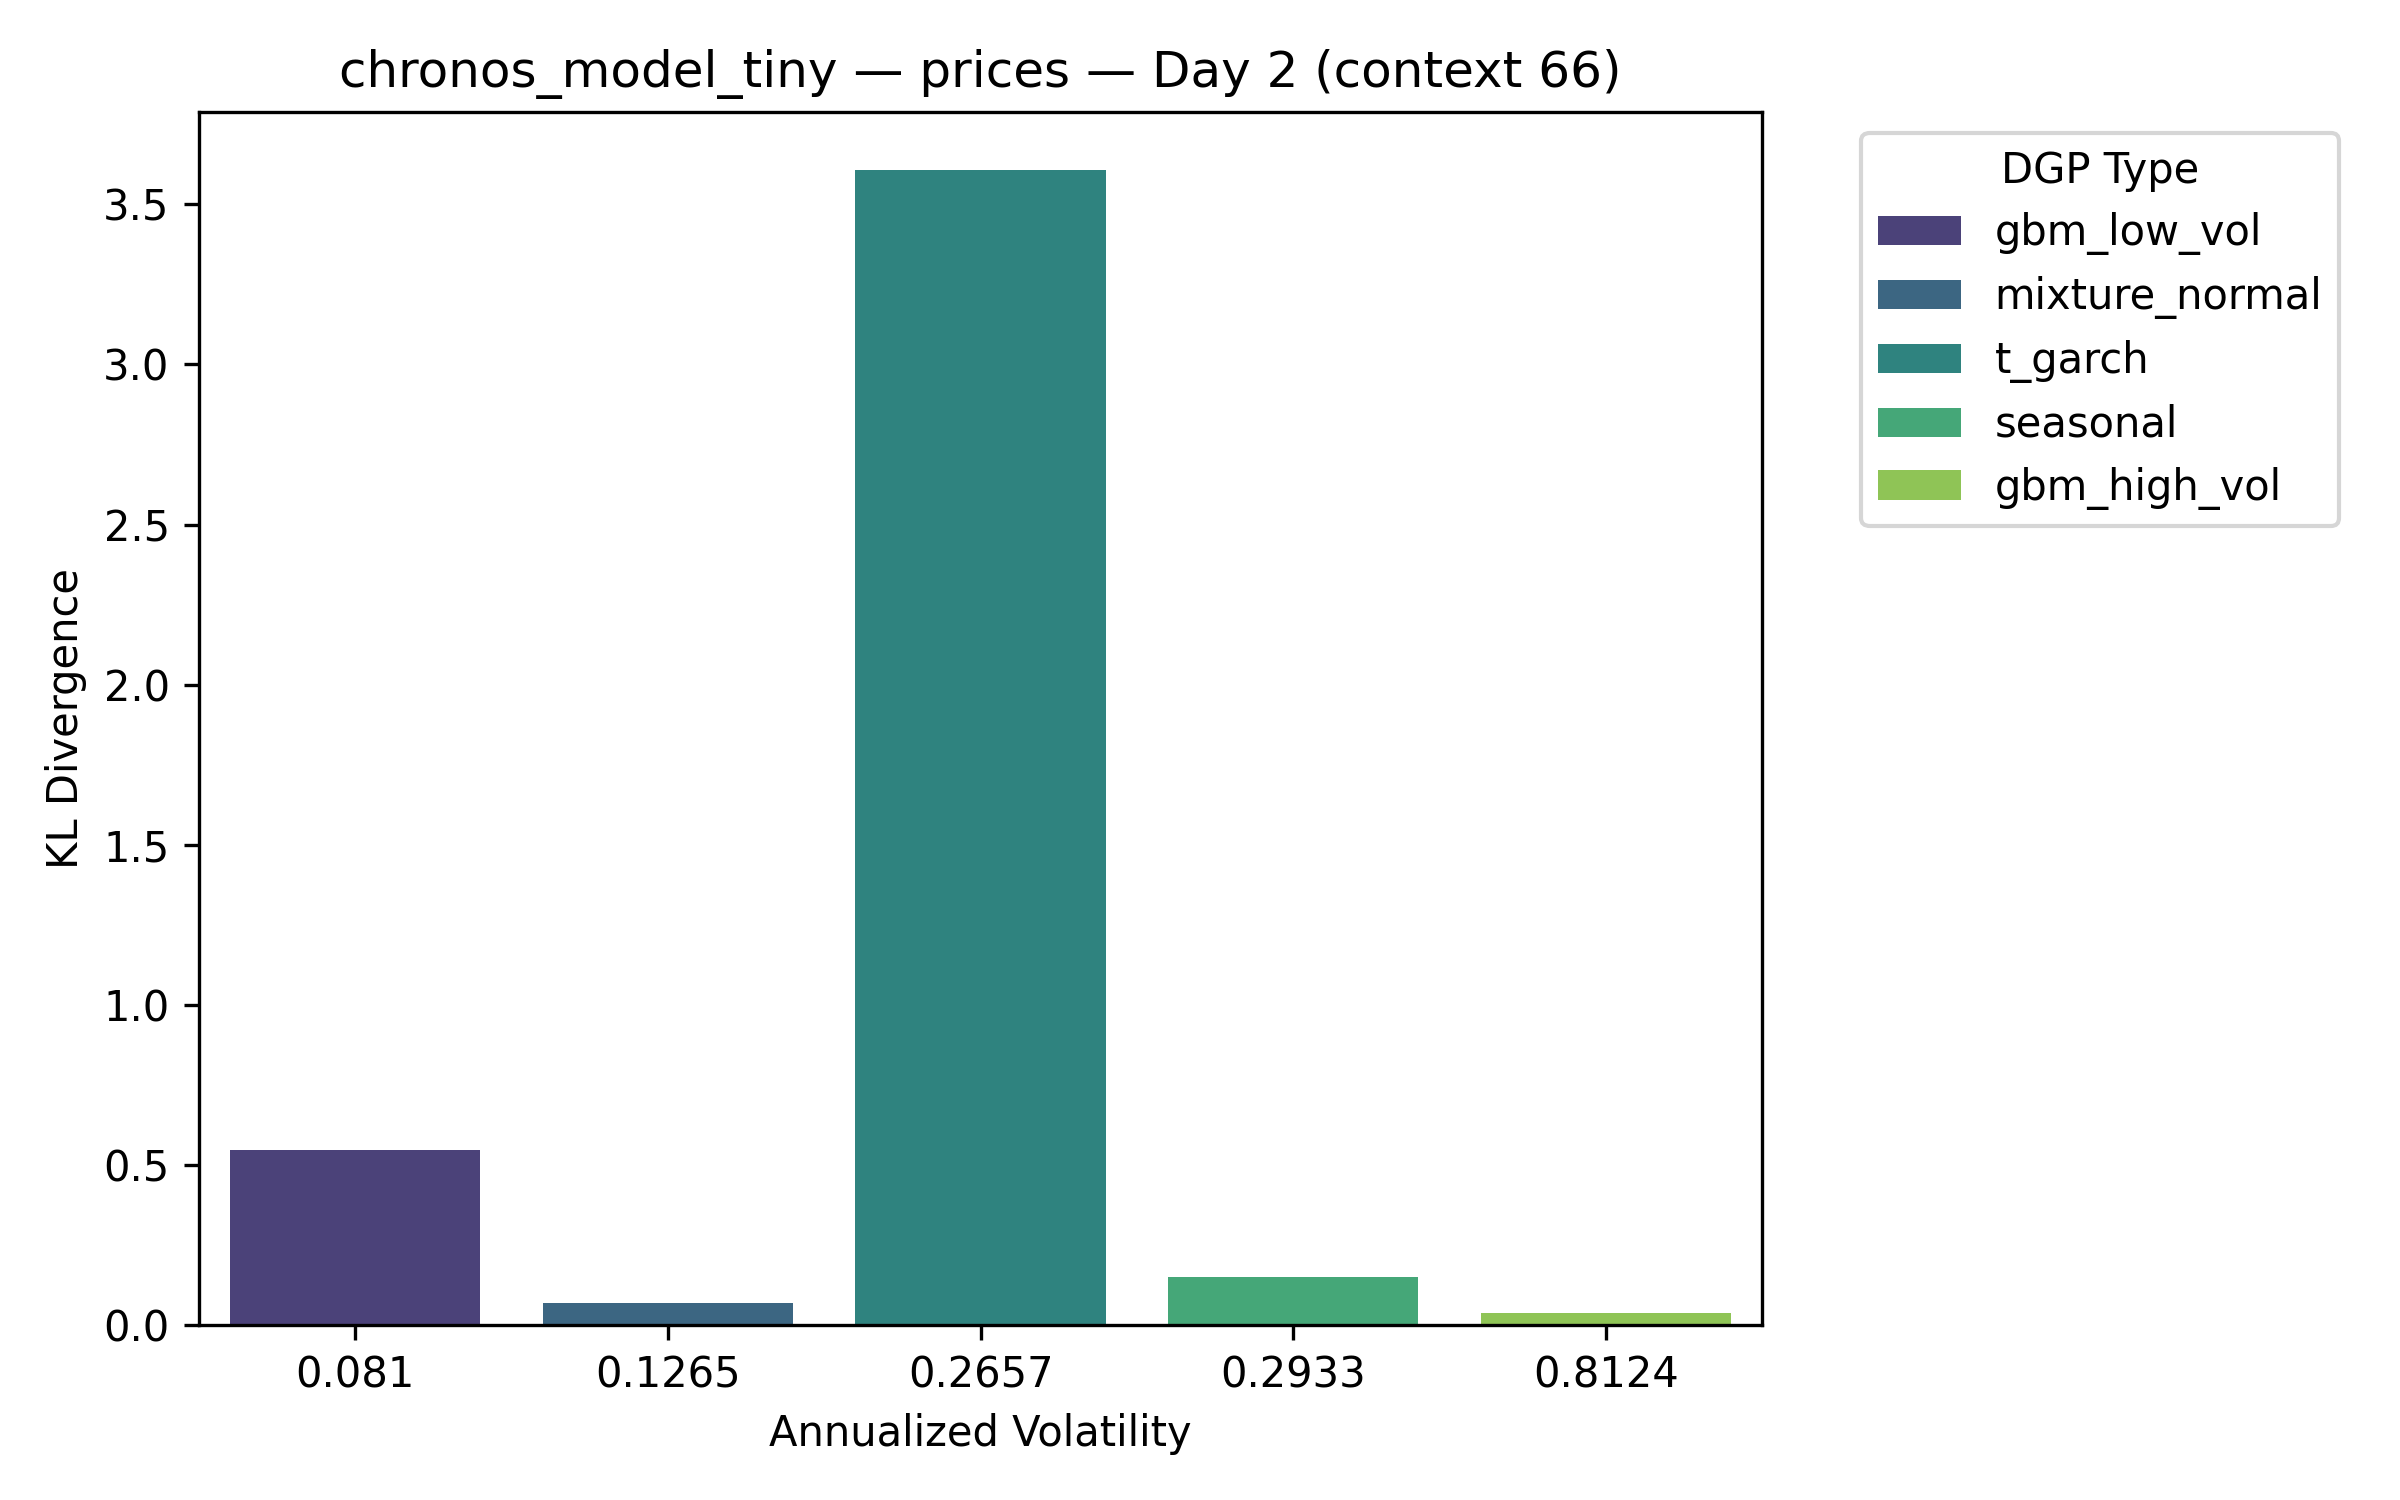 chronos_model_tiny — prices — Day 2 (context 66)
DGP Type
gbm_low_vol
mixture_normal
t_garch
seasonal
gbm_high_vol
KL Divergence
3.5
3.0
2.5
2.0
1.5
1.0
0.5
0.0
0.081 0.1265 0.2657 0.2933 0.8124
Annualized Volatility